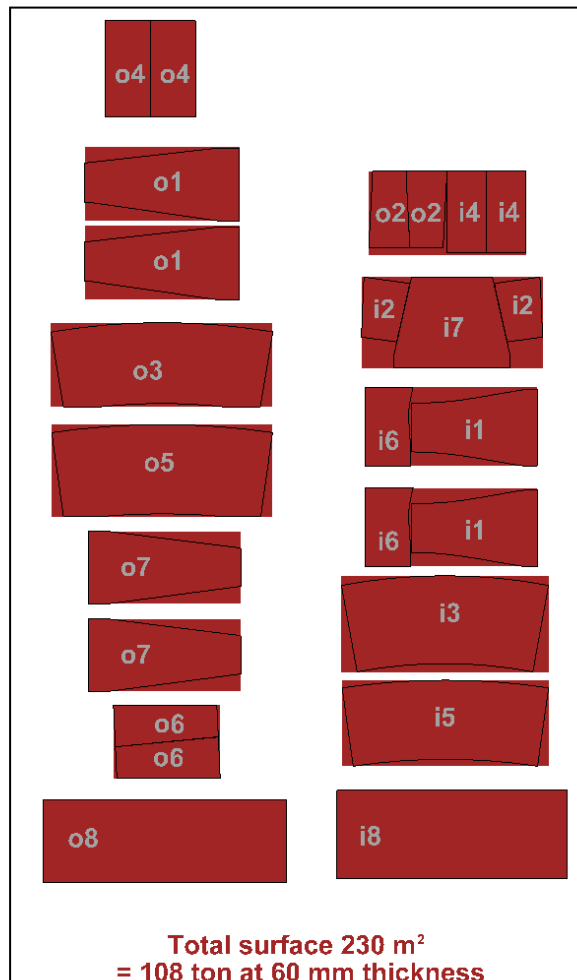 o4 o4
o1
o1
o3
o5
o7
o7
o6
o6
o8
o2 o2 i4 i4
i2 i7 i2
i6 i1
i6 i1
i3
i5
i8
Total surface 230 m²
= 108 ton at 60 mm thickness